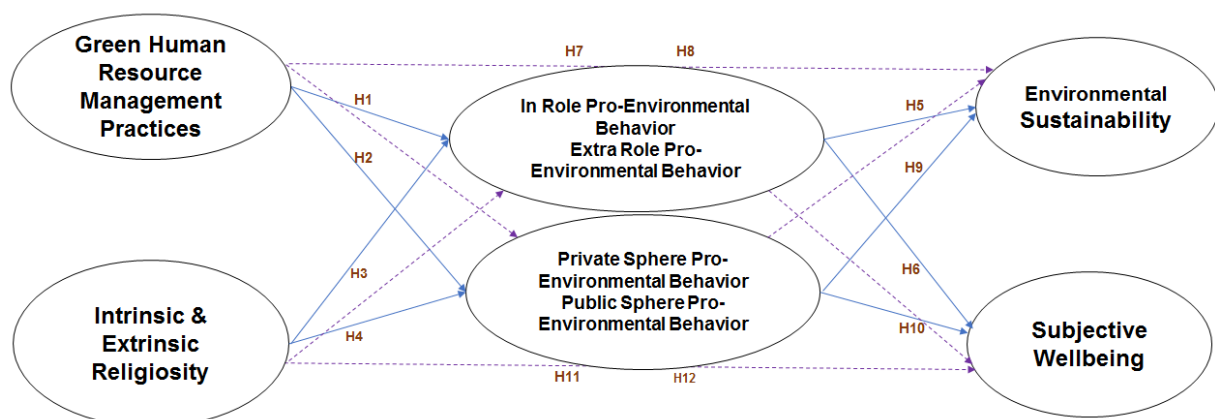 Green Human
Resource
Management
Practices
H7
H8
H1
H2
In Role Pro-Environmental
Behavior
Extra Role Pro-
Environmental Behavior
H5
H9
Environmental
Sustainability
H3
H4
Private Sphere Pro-
Environmental Behavior
Public Sphere Pro-
Environmental Behavior
H6
H10
Intrinsic &
Extrinsic
Religiosity
H11
H12
Subjective
Wellbeing